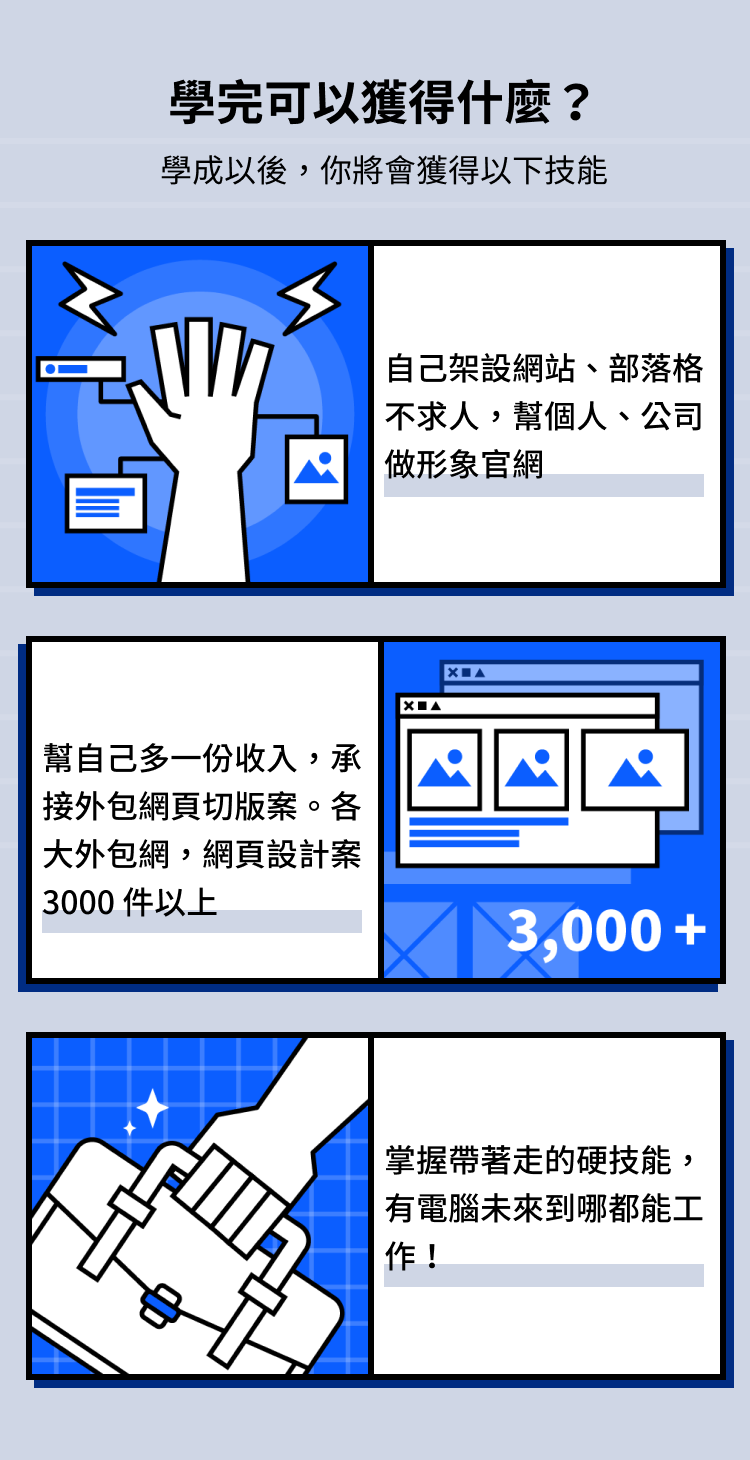 學完可以獲得什麼？
學成以後，你將會獲得以下技能
自己架設網站、部落格
不求人，幫個人、公司
做形象官網
幫自己多一份收入，承
接外包網頁切版案。各
大外包網，網頁設計案
3000 件以上
3,000 +
掌握帶著走的硬技能，
有電腦未來到哪都能工
作！